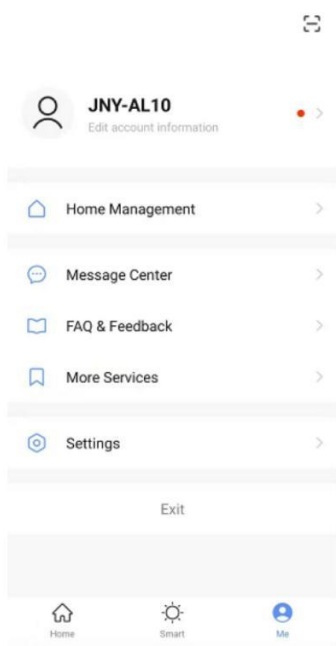 JNY-AL10
Edit account information
Home Management
Message Center
FAQ & Feedback
More Services
Settings
Exit
Home
Smart
Me